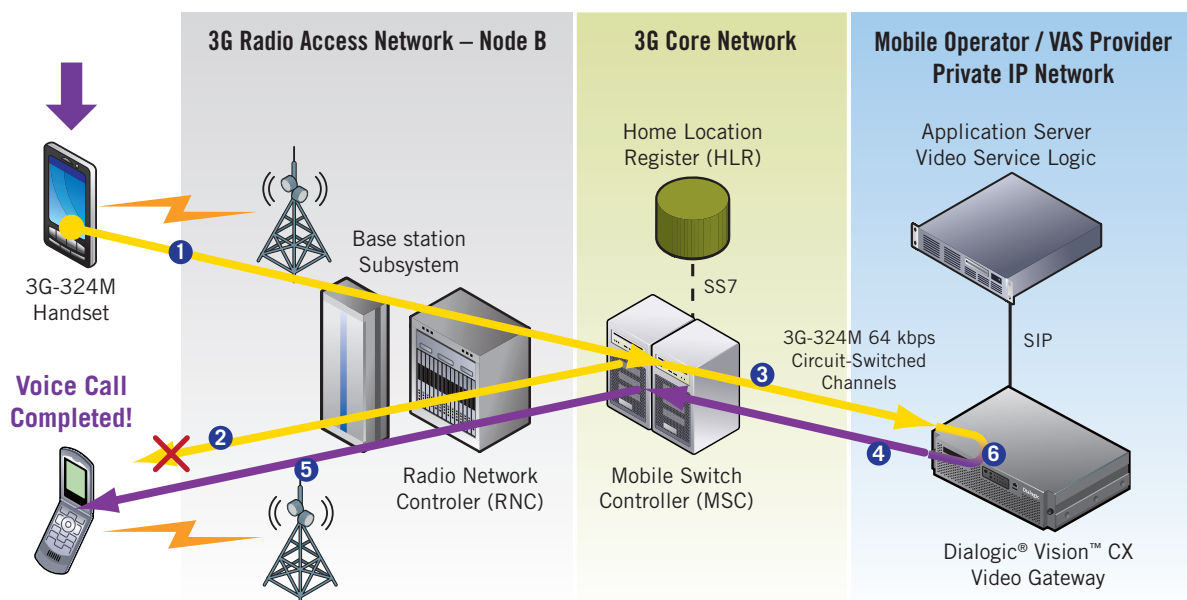 3G Radio Access Network – Node B
3G Core Network
Mobile Operator / VAS Provider
Private IP Network
Home Location
Register (HLR)
Application Server
Video Service Logic
1
Base station
Subsystem
3G-324M
Handset
SS7
3G-324M 64 kbps
Circuit-Switched
Channels
SIP
3
Voice Call
Completed!
2
4
6
5
Radio Network
Controler (RNC)
Mobile Switch
Controller (MSC)
Dialogic
Dialogic® Vision™ CX
Video Gateway